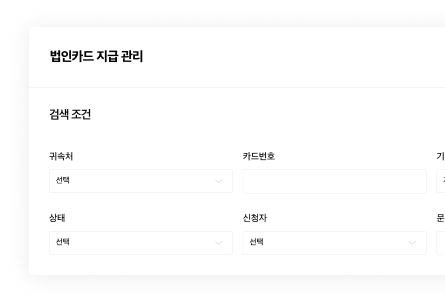 법인카드 지급 관리
검색 조건
귀속처 카드번호 기
선택
상태 신청자 문
선택 선택